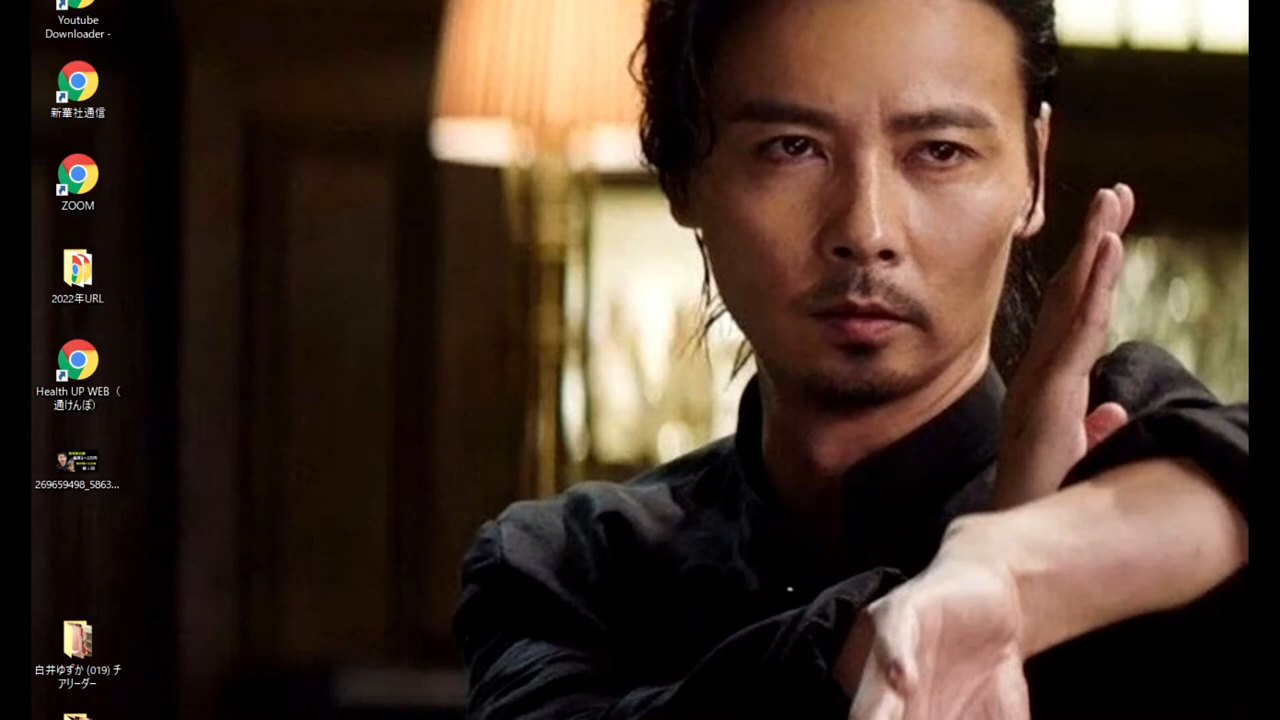 Youtube
Downloader -
新華社通信
ZOOM
2022年URL
Health UP WEB（
通けんぽ）
269659498_5863...
白井ゆずか (019) チ
アリーダー